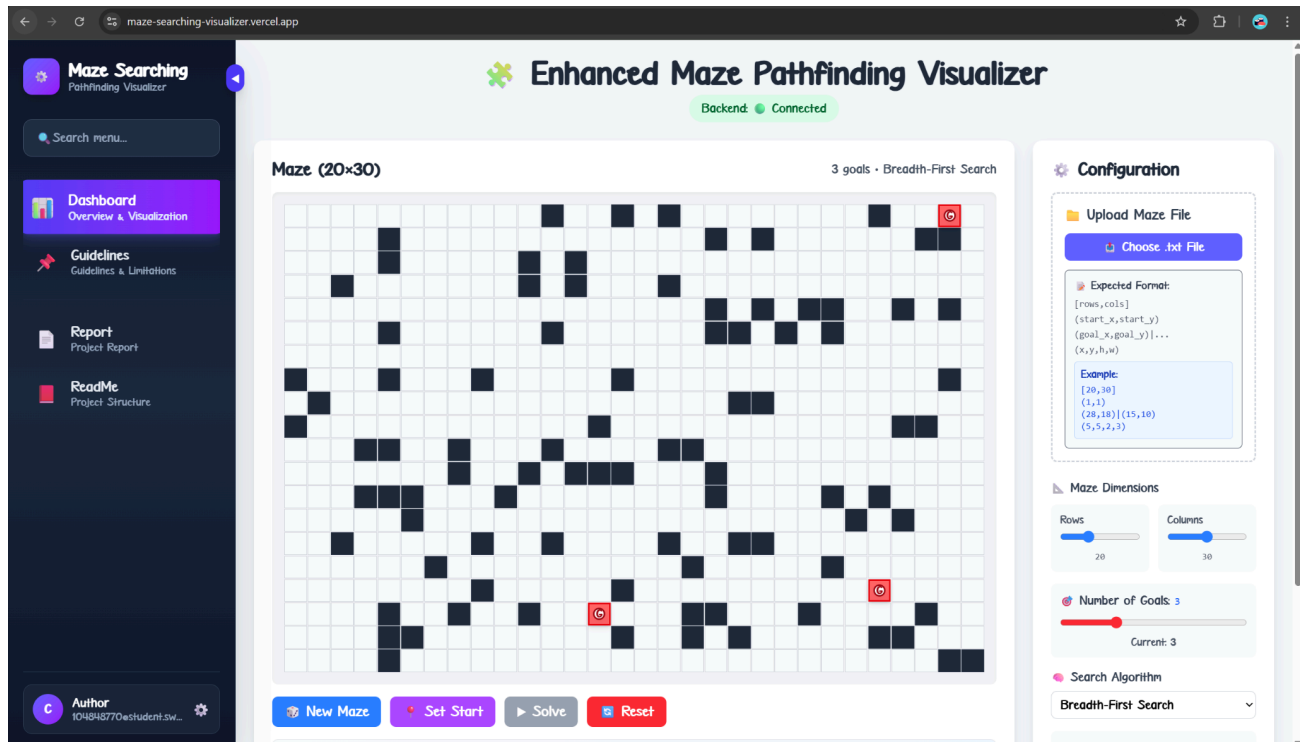 maze-searching-visualizer.vercel.app
Maze Searching
Pathfinding Visualizer
Search menu...
Dashboard
Overview & Visualization
Guidelines
Guidelines & Limitations
Report
Project Report
ReadMe
Project Structure
C
Author
104848770@student.sw...
Enhanced Maze Pathfinding Visualizer
Backend: Connected
Maze (20×30)
3 goals • Breadth-First Search
G
G
G
New Maze
Set Start
▶ Solve
Reset
Configuration
Upload Maze File
Choose .txt File
Expected Format:
[rows,cols]
(start_x,start_y)
(goal_x,goal_y)|...
(x,y,h,w)
Example:
[20,30]
(1,1)
(28,18)|(15,10)
(5,5,2,3)
Maze Dimensions
Rows
Columns
20
30
Number of Goals: 3
Current: 3
Search Algorithm
Breadth-First Search